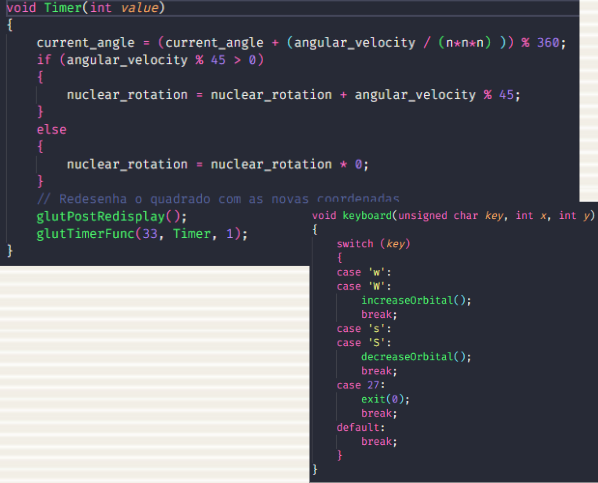 void Timer(int value)
{
    current_angle = (current_angle + (angular_velocity / (n*n*n) )) % 360;
    if (angular_velocity % 45 > 0)
    {
        nuclear_rotation = nuclear_rotation + angular_velocity % 45;
    }
    else
    {
        nuclear_rotation = nuclear_rotation * 0;
    }
    // Redesenha o quadrado com as novas coordenadas
    glutPostRedisplay();
    glutTimerFunc(33, Timer, 1);
}
void keyboard(unsigned char key, int x, int y)
{
    switch (key)
    {
    case 'w':
    case 'W':
        increaseOrbital();
        break;
    case 's':
    case 'S':
        decreaseOrbital();
        break;
    case 27:
        exit(0);
        break;
    default:
        break;
    }
}